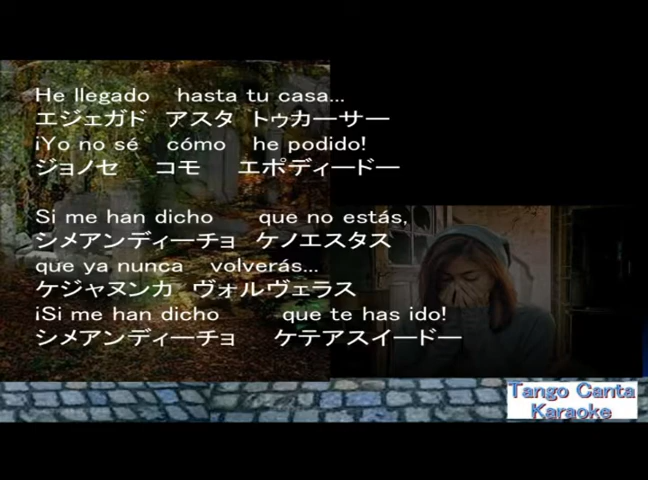 He llegado hasta tu casa...
エジェガド アスタ トゥカーサー
¡Yo no sé cómo he podido!
ジョノセ コモ エポディードー
Si me han dicho que no estás,
シメアンディーチョ ケノエスタス
que ya nunca volverás...
ケジャヌンカ ヴォルヴェラス
¡Si me han dicho que te has ido!
シメアンディーチョ ケテアスイードー
Tango Canta
Karaoke